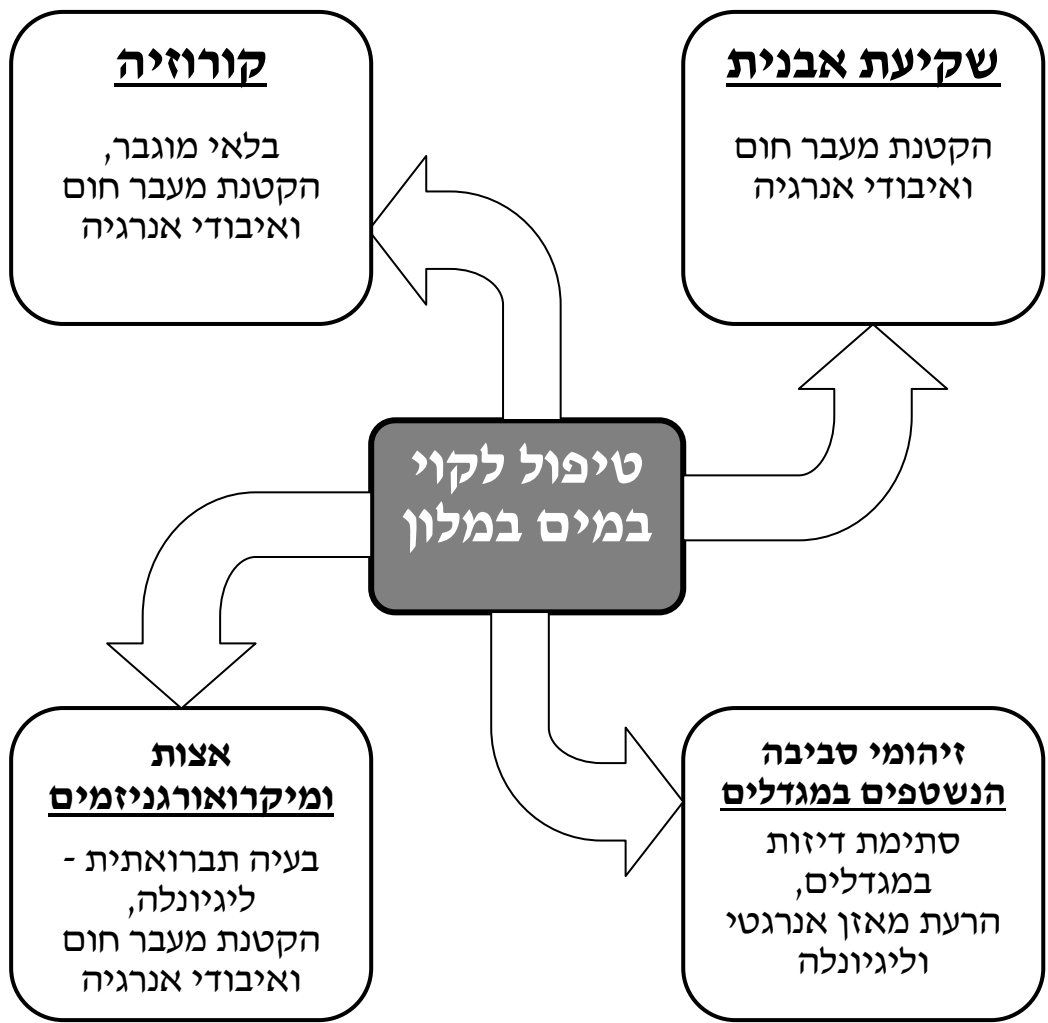 שקיעת אבנית
הקטנת מעבר חום
ואיבודי אנרגיה
קורוזיה
בלאי מוגבר,
הקטנת מעבר חום
ואיבודי אנרגיה
טיפול לקוי
במים במלון
זיהומי סביבה
הנשטפים במגדלים
סתימת דיזות
במגדלים,
הרעת מאזן אנרגטי
וליגיונלה
אצות
ומיקרואורגניזמים
בעיה תברואתית -
ליגיונלה,
הקטנת מעבר חום
ואיבודי אנרגיה